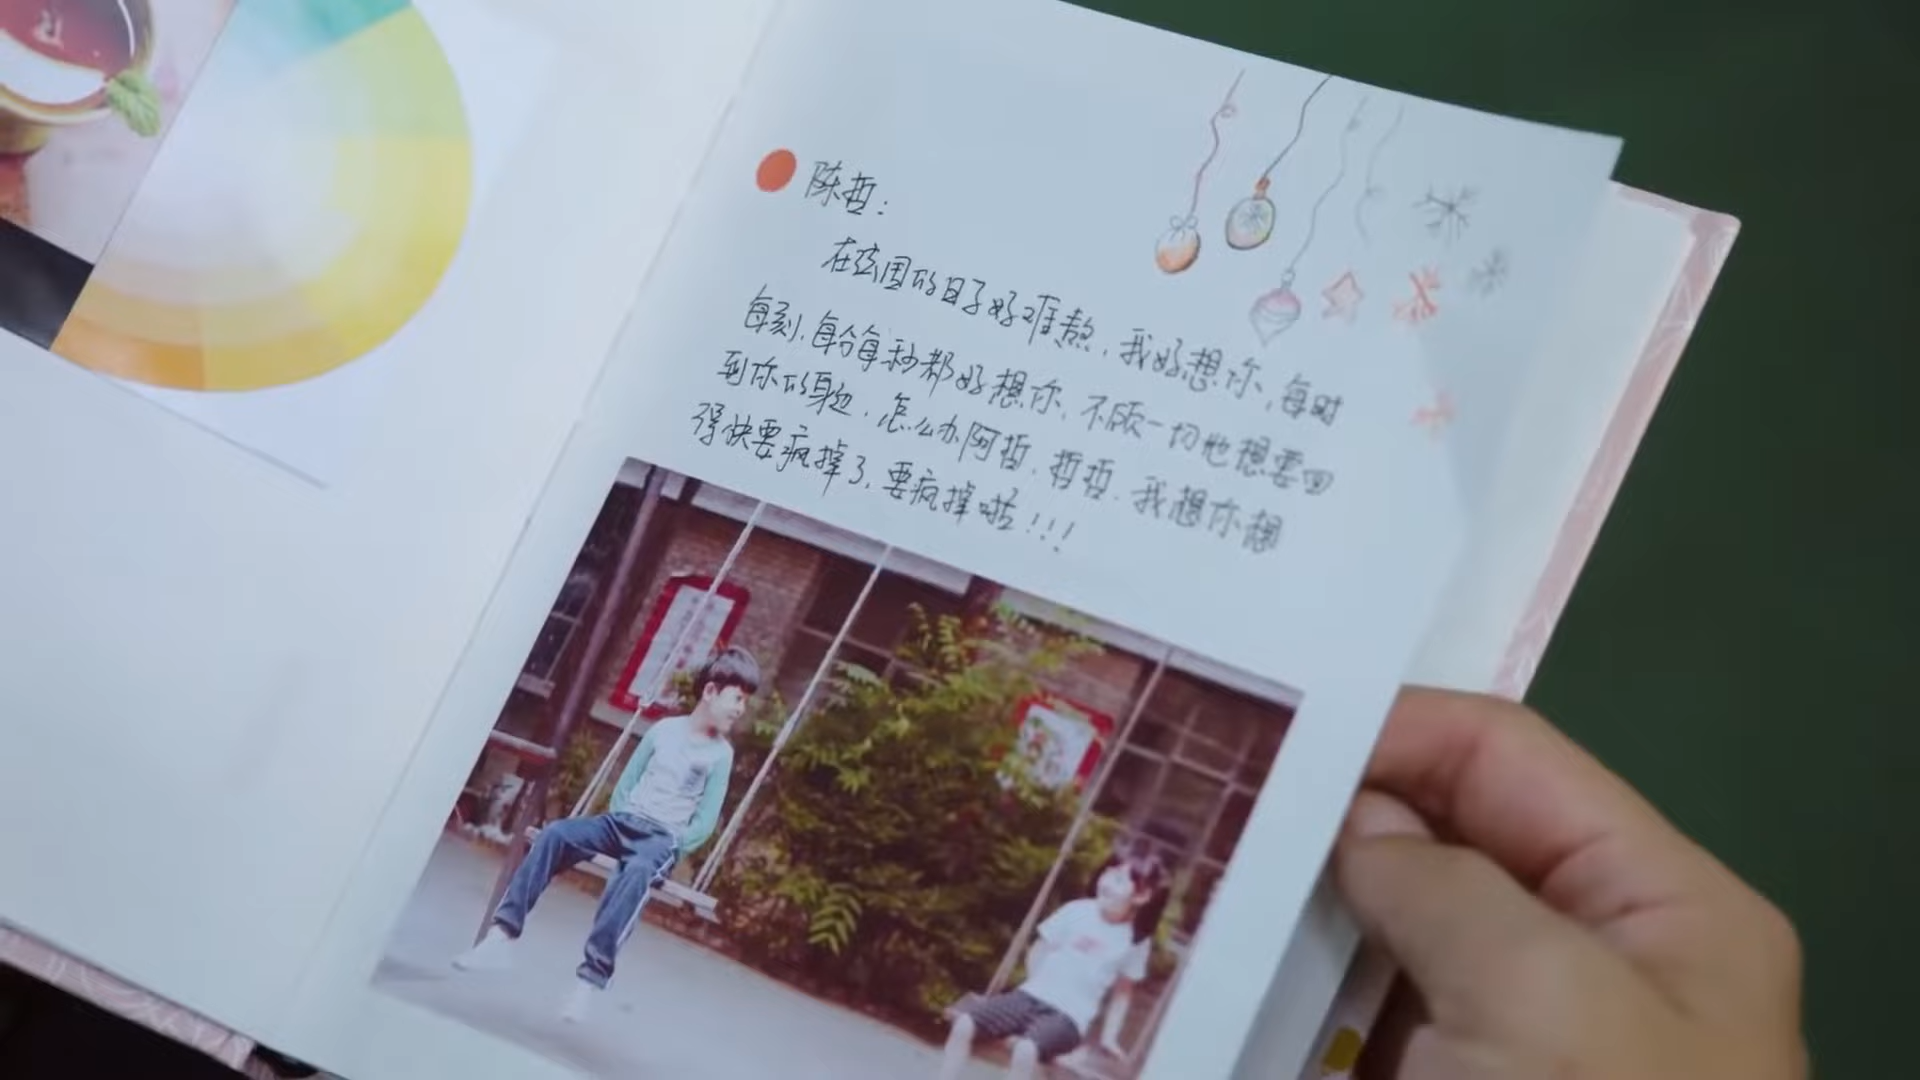 陈哲：
在法国的日子好难熬，我好想你，每时
每刻，每分每秒都好想你，不顾一切地想要回
到你的身边，怎么办阿哲，哲哲，我想你想
得快要疯掉了，要疯掉啦！！！